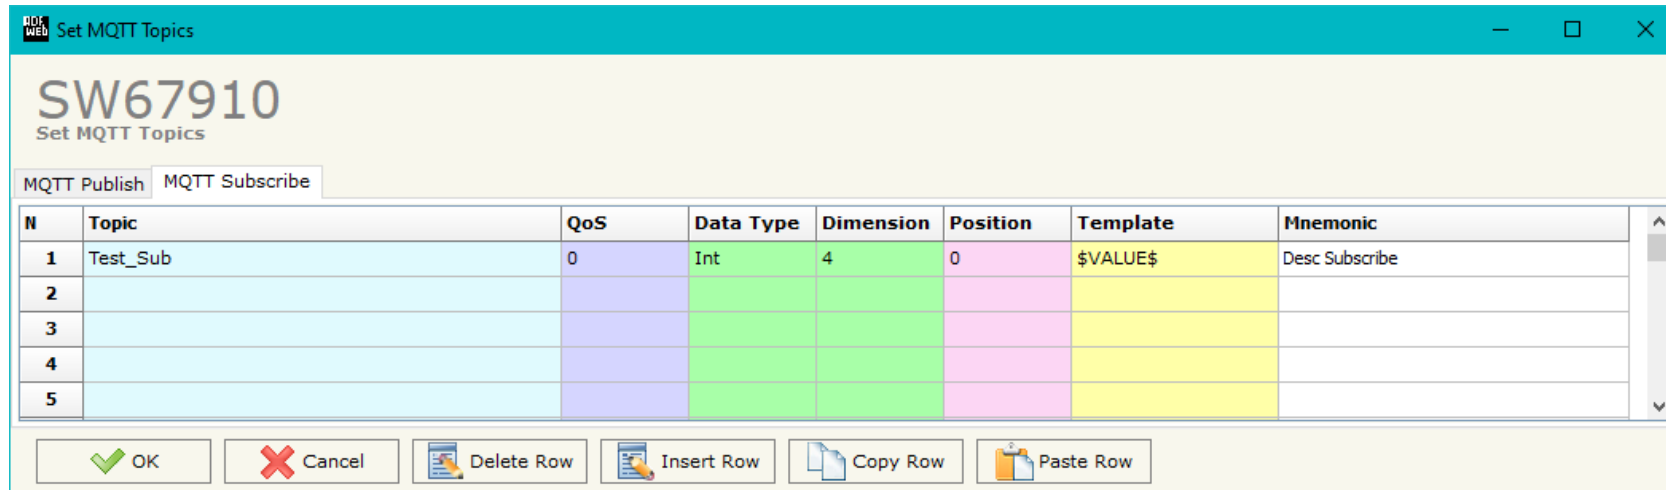 ADF WEB Set MQTT Topics
SW67910
Set MQTT Topics
MQTT Publish MQTT Subscribe
N Topic QoS Data Type Dimension Position Template Mnemonic
1 Test_Sub 0 Int 4 0 $VALUE$ Desc Subscribe
2
3
4
5
OK Cancel Delete Row Insert Row Copy Row Paste Row